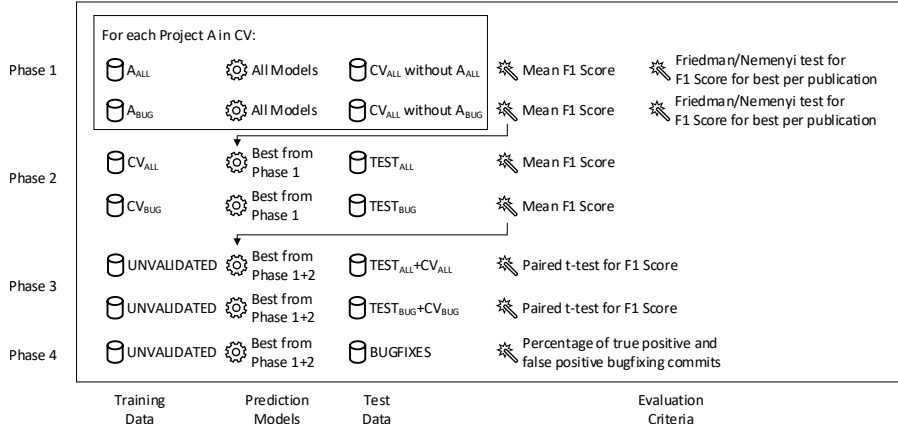 For each Project A in CV:
Phase 1
A_ALL
All Models
CV_ALL without A_ALL
Mean F1 Score
Friedman/Nemenyi test for
F1 Score for best per publication
A_BUG
All Models
CV_ALL without A_BUG
Mean F1 Score
Friedman/Nemenyi test for
F1 Score for best per publication
Phase 2
CV_ALL
Best from
Phase 1
TEST_ALL
Mean F1 Score
CV_BUG
Best from
Phase 1
TEST_BUG
Mean F1 Score
Phase 3
UNVALIDATED
Best from
Phase 1+2
TEST_ALL+CV_ALL
Paired t-test for F1 Score
UNVALIDATED
Best from
Phase 1+2
TEST_BUG+CV_BUG
Paired t-test for F1 Score
Phase 4
UNVALIDATED
Best from
Phase 1+2
BUGFIXES
Percentage of true positive and
false positive bugfixing commits
Training
Data
Prediction
Models
Test
Data
Evaluation
Criteria